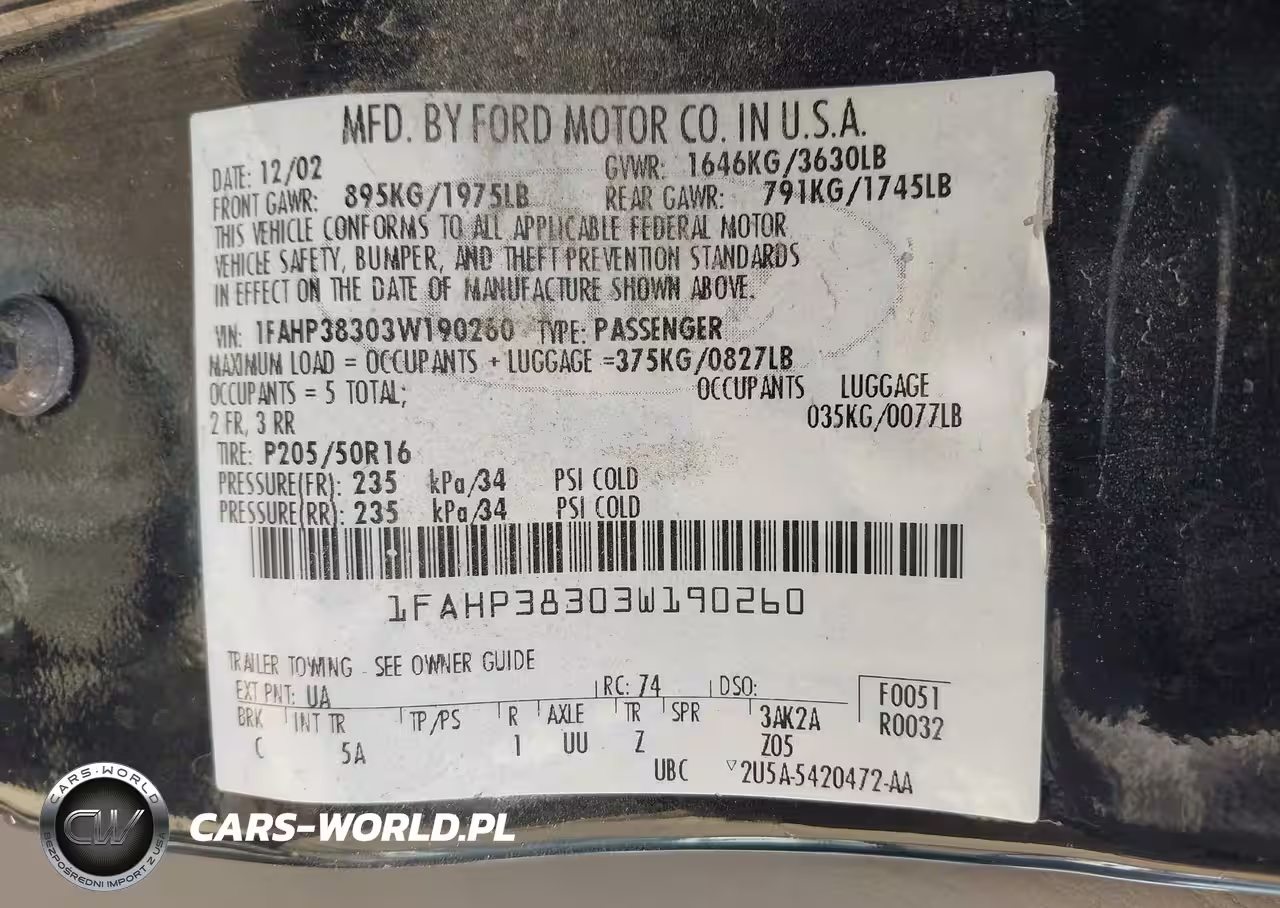 MFD. BY FORD MOTOR CO. IN U.S.A.
DATE: 12/02 GVWR: 1646KG/3630LB
FRONT GAWR: 895KG/1975LB REAR GAWR: 791KG/1745LB
THIS VEHICLE CONFORMS TO ALL APPLICABLE FEDERAL MOTOR
VEHICLE SAFETY, BUMPER, AND THEFT PREVENTION STANDARDS
IN EFFECT ON THE DATE OF MANUFACTURE SHOWN ABOVE.
VIN: 1FAHP38303W190260 TYPE: PASSENGER
MAXIMUM LOAD = OCCUPANTS + LUGGAGE =375KG/0827LB
OCCUPANTS = 5 TOTAL; OCCUPANTS LUGGAGE
2 FR, 3 RR 035KG/0077LB
TIRE: P205/50R16
PRESSURE(FR): 235 kPa/34 PSI COLD
PRESSURE(RR): 235 kPa/34 PSI COLD
1FAHP38303W190260
TRAILER TOWING - SEE OWNER GUIDE
EXT PNT: UA RC: 74 DSO: F0051
BRK INT TR TP/PS R AXLE TR SPR 3AK2A R0032
C 5A 1 UU Z Z05
UBC ▽2U5A-5420472-AA
CARS-WORLD
CW
BEZPOŚREDNI IMPORT Z USA
CARS-WORLD.PL